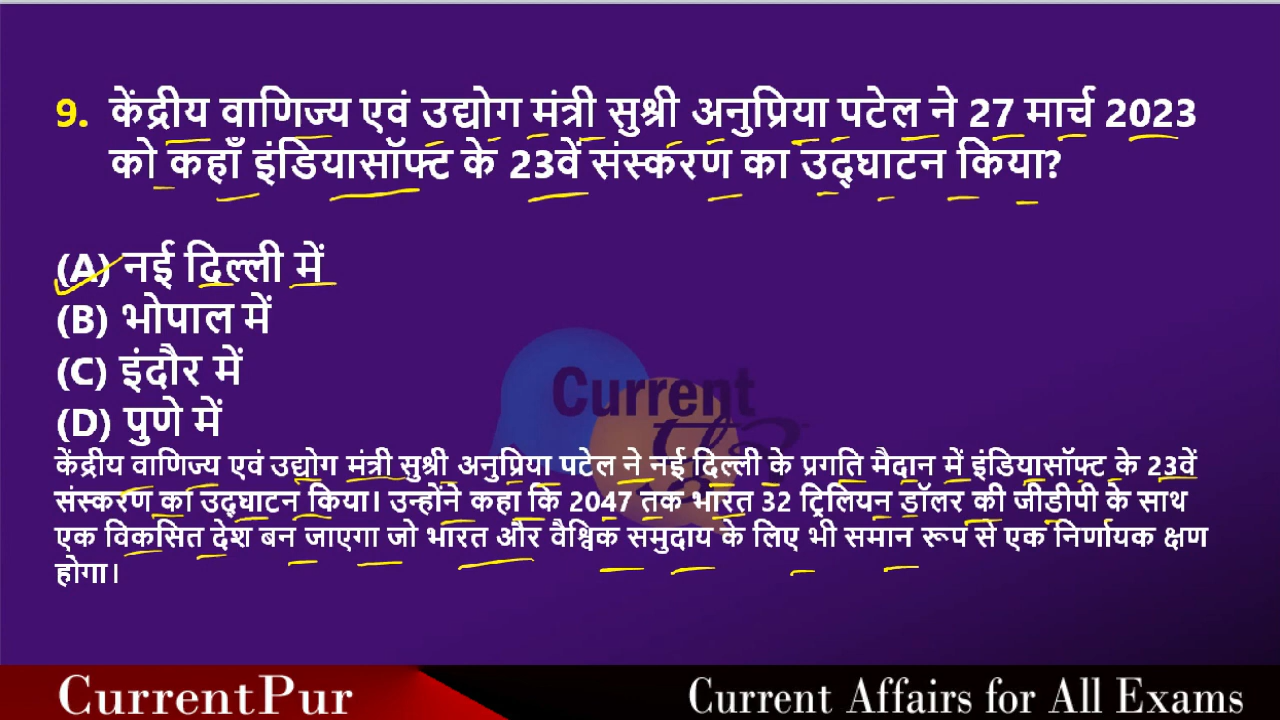 9. केंद्रीय वाणिज्य एवं उद्योग मंत्री सुश्री अनुप्रिया पटेल ने 27 मार्च 2023
को कहाँ इंडियासॉफ्ट के 23वें संस्करण का उद्घाटन किया?
(A) नई दिल्ली में
(B) भोपाल में
(C) इंदौर में
(D) पुणे में
Current
केंद्रीय वाणिज्य एवं उद्योग मंत्री सुश्री अनुप्रिया पटेल ने नई दिल्ली के प्रगति मैदान में इंडियासॉफ्ट के 23वें
संस्करण का उद्घाटन किया। उन्होंने कहा कि 2047 तक भारत 32 ट्रिलियन डॉलर की जीडीपी के साथ
एक विकसित देश बन जाएगा जो भारत और वैश्विक समुदाय के लिए भी समान रूप से एक निर्णायक क्षण
होगा।
CurrentPur
Current Affairs for All Exams